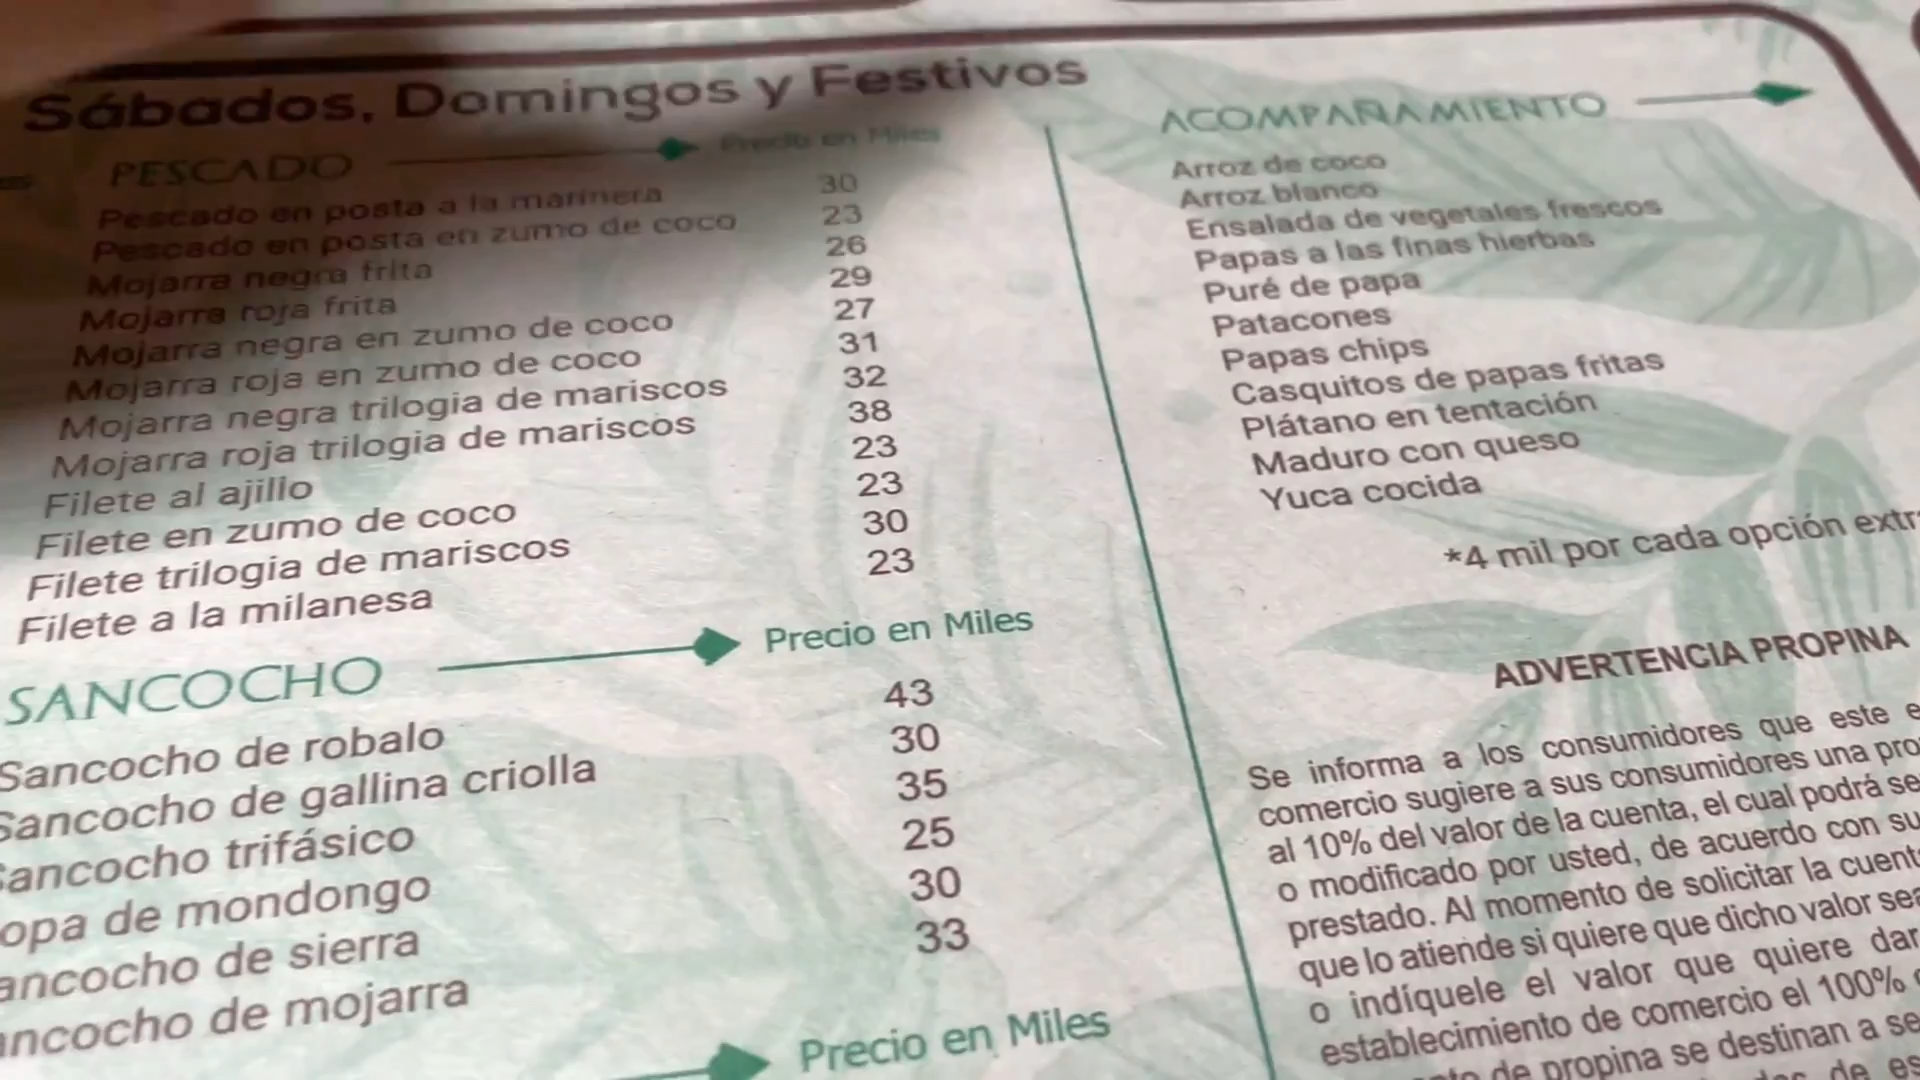 Sábados, Domingos y Festivos
PESCADO
Precio en Miles
Pescado en posta a la marinera 30
Pescado en posta en zumo de coco 23
Mojarra negra frita 26
Mojarra roja frita 29
Mojarra negra en zumo de coco 27
Mojarra roja en zumo de coco 31
Mojarra negra trilogia de mariscos 32
Mojarra roja trilogia de mariscos 38
Filete al ajillo 23
Filete en zumo de coco 23
Filete trilogia de mariscos 30
Filete a la milanesa 23
SANCOCHO
Precio en Miles
Sancocho de robalo 43
Sancocho de gallina criolla 30
Sancocho trifásico 35
opa de mondongo 25
ancocho de sierra 30
ancocho de mojarra 33
Precio en Miles
ACOMPAÑAMIENTO
Arroz de coco
Arroz blanco
Ensalada de vegetales frescos
Papas a las finas hierbas
Puré de papa
Patacones
Papas chips
Casquitos de papas fritas
Plátano en tentación
Maduro con queso
Yuca cocida
*4 mil por cada opción extr
ADVERTENCIA PROPINA
Se informa a los consumidores que este e
comercio sugiere a sus consumidores una pro
al 10% del valor de la cuenta, el cual podrá se
o modificado por usted, de acuerdo con su
prestado. Al momento de solicitar la cuent
que lo atiende si quiere que dicho valor sea
o indíquele el valor que quiere dar
establecimiento de comercio el 100%
de propina se destinan a se
de es